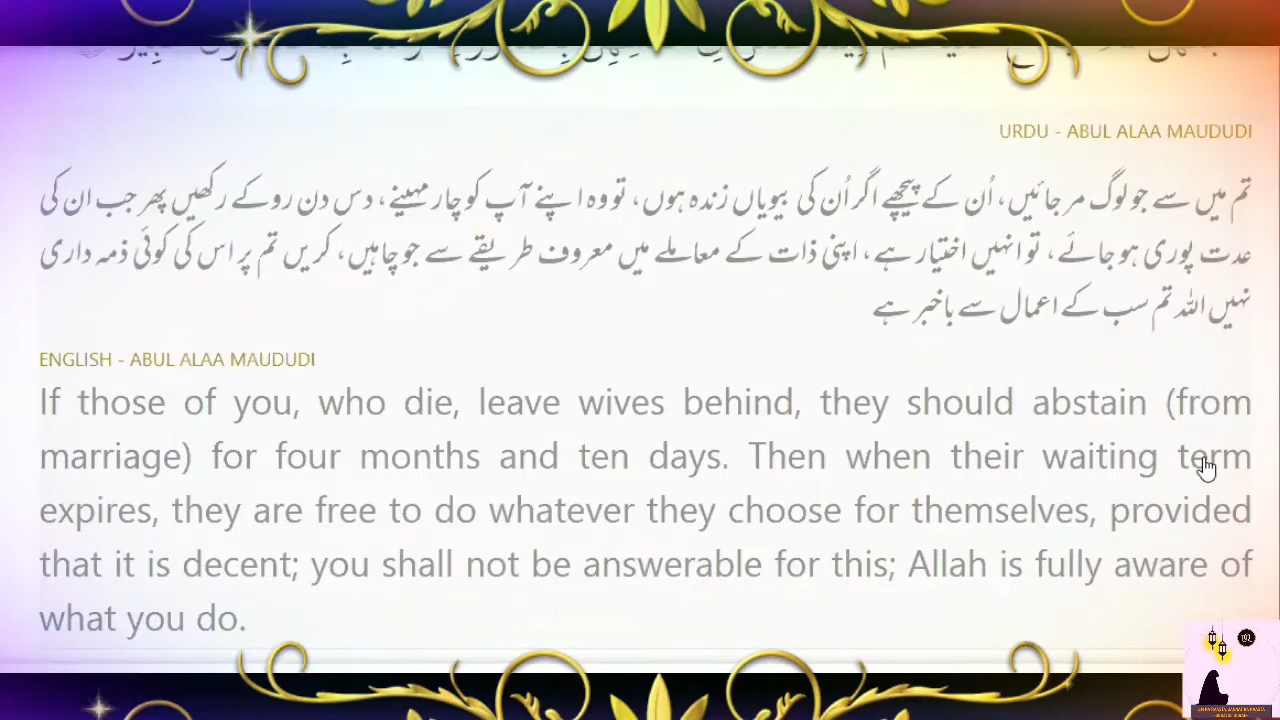 URDU - ABUL ALAA MAUDUDI
تم میں سے جو لوگ مر جائیں، اُن کے پیچھے اگر اُن کی بیویاں زندہ ہوں، تو وہ اپنے آپ کو چار مہینے، دس دن روکے رکھیں پھر جب ان کی
عدت پوری ہو جائے، تو انہیں اختیار ہے، اپنی ذات کے معاملے میں معروف طریقے سے جو چاہیں، کریں تم پر اس کی کوئی ذمہ داری
نہیں اللہ تم سب کے اعمال سے باخبر ہے
ENGLISH - ABUL ALAA MAUDUDI
If those of you, who die, leave wives behind, they should abstain (from
marriage) for four months and ten days. Then when their waiting term
expires, they are free to do whatever they choose for themselves, provided
that it is decent; you shall not be answerable for this; Allah is fully aware of
what you do.